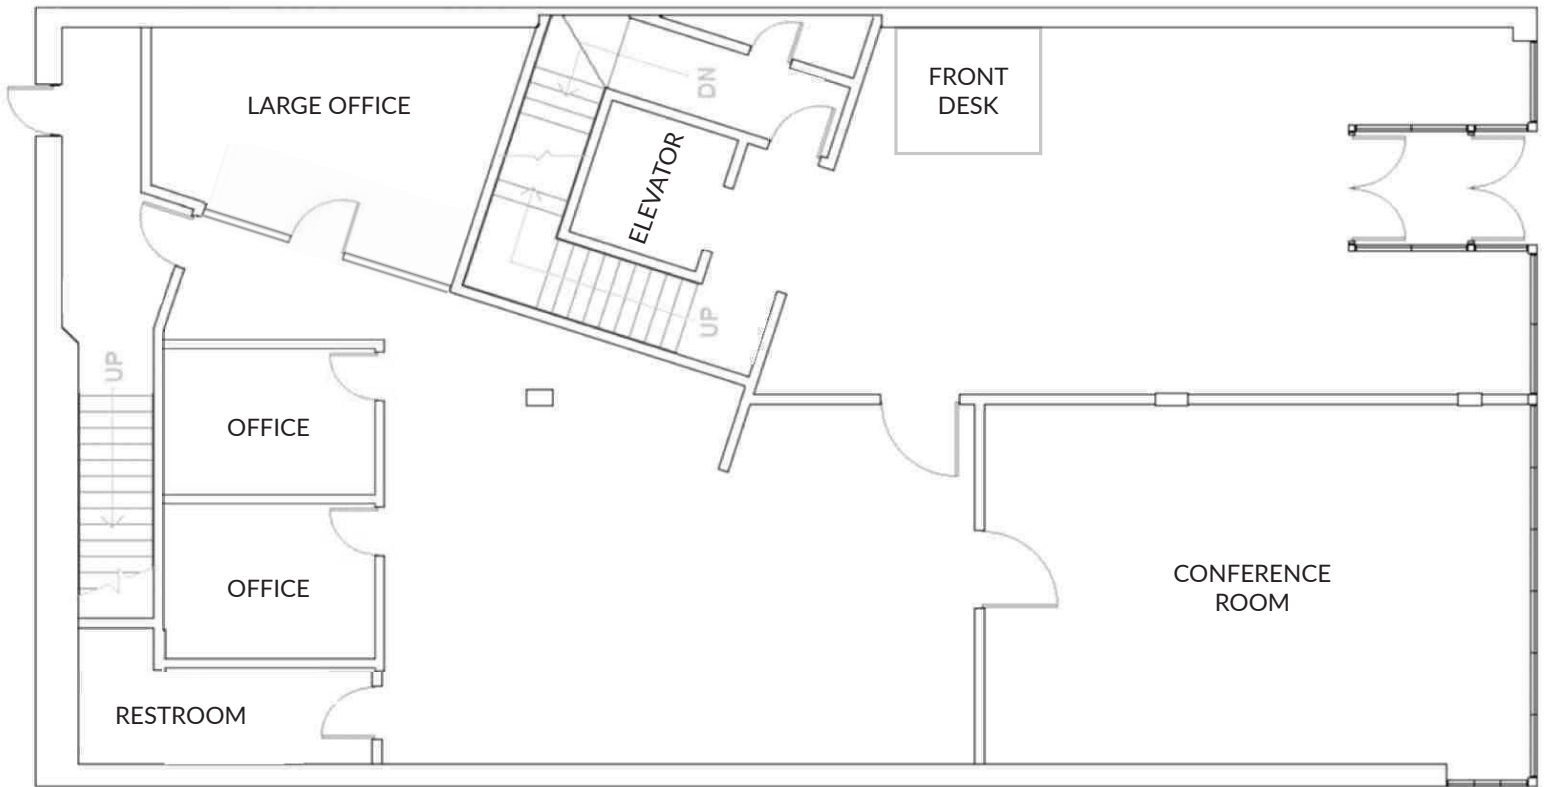 FRONT
DESK
LARGE OFFICE
DN
ELEVATOR
UP
UP
OFFICE
OFFICE
CONFERENCE
ROOM
RESTROOM